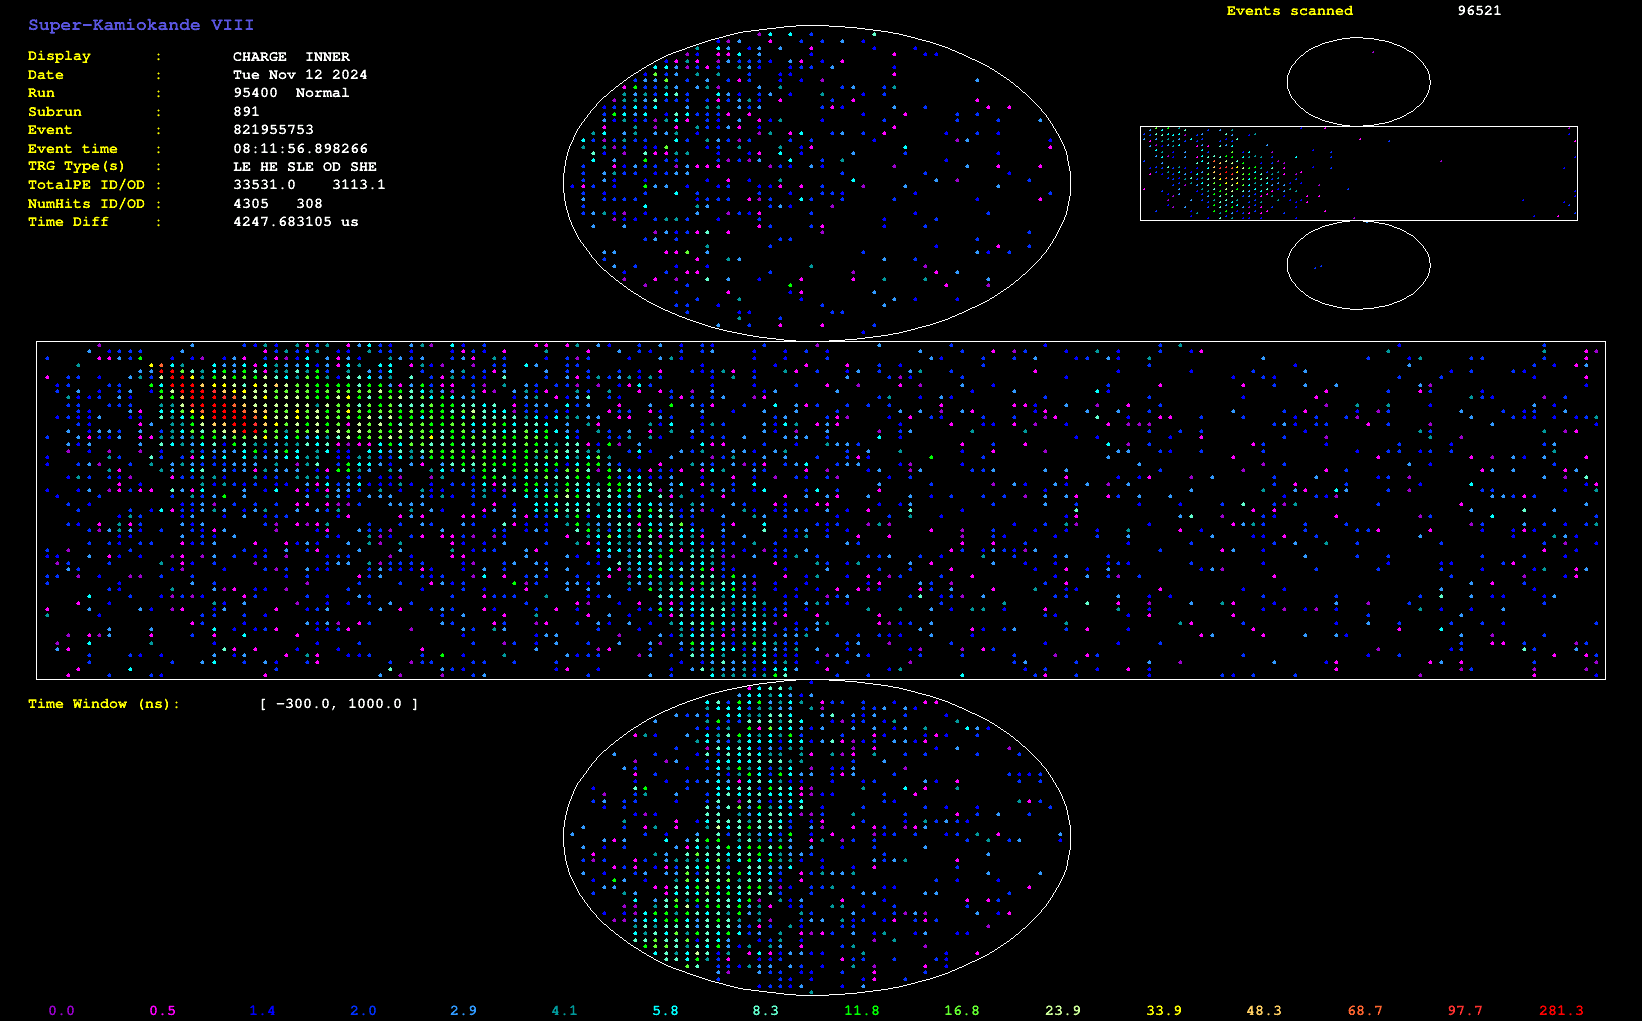 Super-Kamiokande VIII
Events scanned 96521
Display : CHARGE INNER
Date : Tue Nov 12 2024
Run : 95400 Normal
Subrun : 891
Event : 821955753
Event time : 08:11:56.898266
TRG Type(s) : LE HE SLE OD SHE
TotalPE ID/OD : 33531.0 3113.1
NumHits ID/OD : 4305 308
Time Diff : 4247.683105 us
Time Window (ns): [ -300.0, 1000.0 ]
0.0 0.5 1.4 2.0 2.9 4.1 5.8 8.3 11.8 16.8 23.9 33.9 48.3 68.7 97.7 281.3